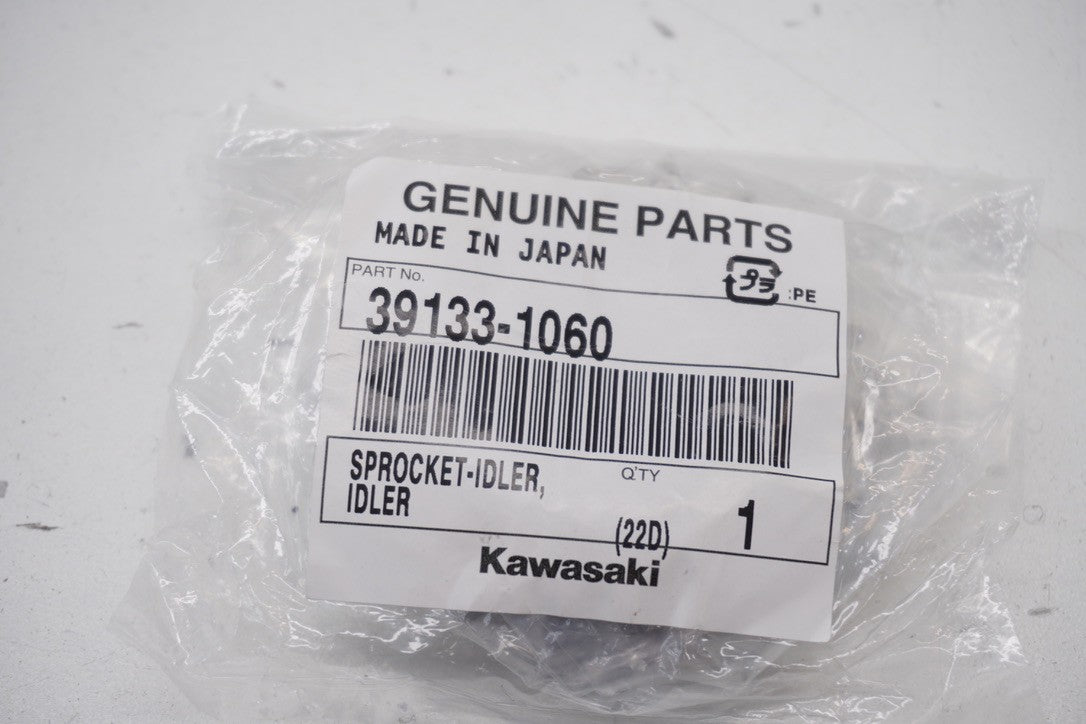 GENUINE PARTS
MADE IN JAPAN
プラ :PE
PART No.
39133-1060
SPROCKET-IDLER,
IDLER
Q'TY
(22D)
1
Kawasaki